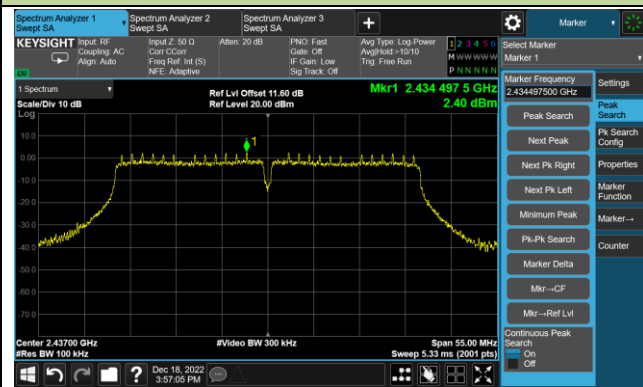 Spectrum Analyzer 1
Swept SA
Spectrum Analyzer 2
Swept SA
Spectrum Analyzer 3
Swept SA
+
Marker
KEYSIGHT
Input: RF
Coupling: AC
Align: Auto
Input Z: 50 Ω
Corr CCorr
Freq Ref: Int (S)
NFE: Adaptive
Atten: 20 dB
PNO: Fast
Gate: Off
IF Gain: Low
Sig Track: Off
Avg Type: Log-Power
Avg|Hold:>10/10
Trig: Free Run
1 2 3 4 5 6
M W W W W W
P N N N N N
LXI
Select Marker
Marker 1
1 Spectrum
Scale/Div 10 dB
Log
Ref Lvl Offset 11.60 dB
Ref Level 20.00 dBm
Mkr1 2.434 497 5 GHz
2.40 dBm
1
10.0
0.00
-10.0
-20.0
-30.0
-40.0
-50.0
-60.0
-70.0
Center 2.43700 GHz
#Res BW 100 kHz
#Video BW 300 kHz
Span 55.00 MHz
Sweep 5.33 ms (2001 pts)
Marker Frequency
2.434497500 GHz
Peak Search
Next Peak
Next Pk Right
Next Pk Left
Minimum Peak
Pk-Pk Search
Marker Delta
Mkr→CF
Mkr→Ref Lvl
Continuous Peak
Search
On
Off
Settings
Peak
Search
Pk Search
Config
Properties
Marker
Function
Marker→
Counter
?
Dec 18, 2022
3:57:05 PM